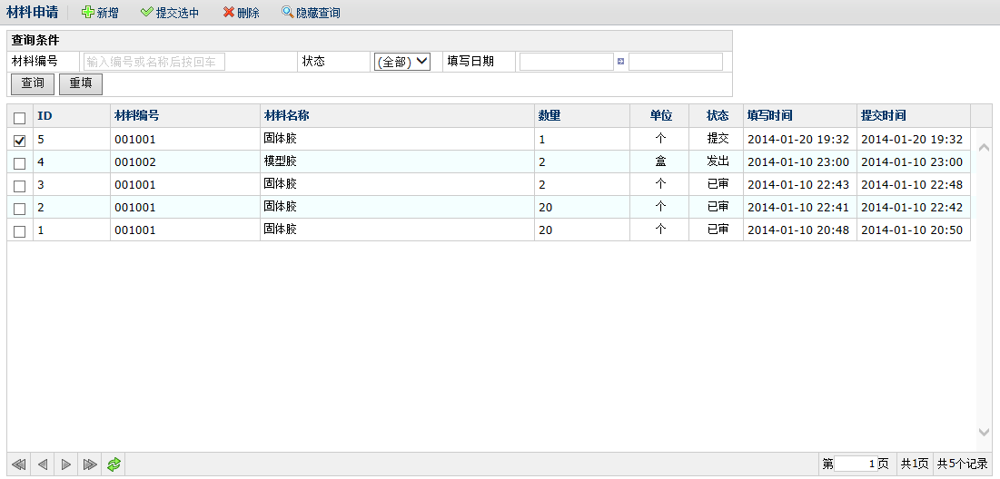 材料申请 新增 提交选中 删除 隐藏查询
查询条件
材料编号 输入编号或名称后按回车 状态 (全部) 填写日期
查询 重填
ID 材料编号 材料名称 数量 单位 状态 填写时间 提交时间
5 001001 固体胶 1 个 提交 2014-01-20 19:32 2014-01-20 19:32
4 001002 模型胶 2 盒 发出 2014-01-10 23:00 2014-01-10 23:00
3 001001 固体胶 2 个 已审 2014-01-10 22:43 2014-01-10 22:48
2 001001 固体胶 20 个 已审 2014-01-10 22:41 2014-01-10 22:42
1 001001 固体胶 20 个 已审 2014-01-10 20:48 2014-01-10 20:50
第 1 页 共1页 共5个记录